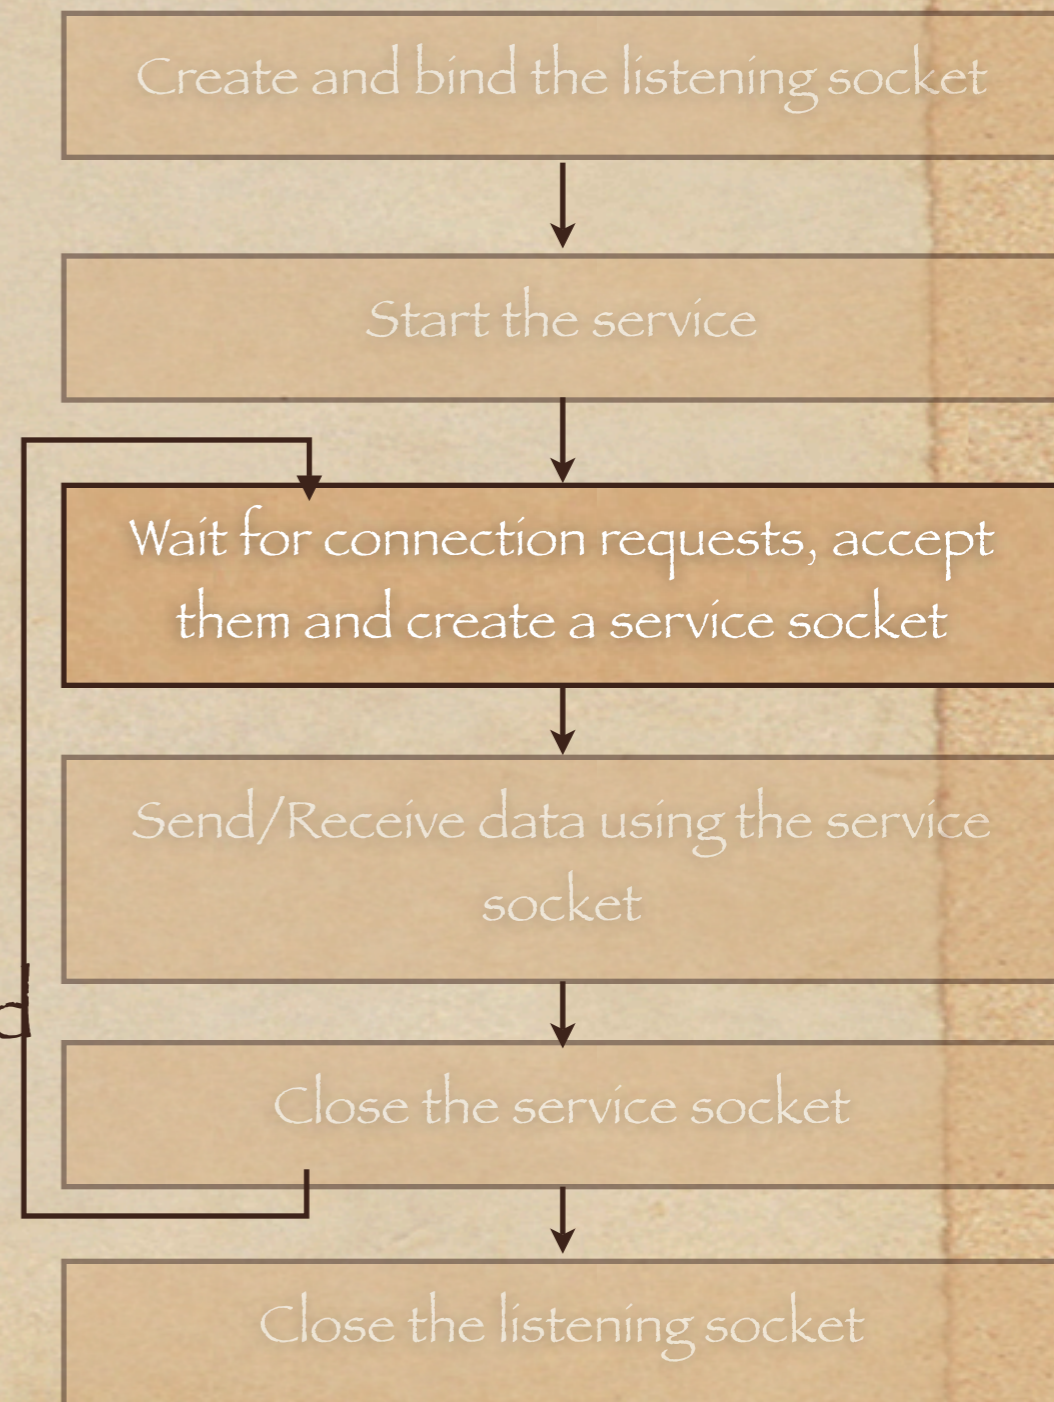 Create and bind the listening socket
Start the service
Wait for connection requests, accept
them and create a service socket
Send/Receive data using the service
socket
d
Close the service socket
Close the listening socket